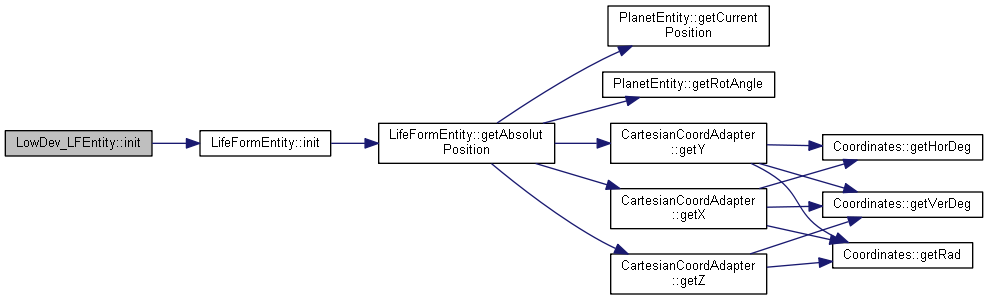 LowDev_LFEntity::init
LifeFormEntity::init
LifeFormEntity::getAbsolut
Position
PlanetEntity::getCurrent
Position
PlanetEntity::getRotAngle
CartesianCoordAdapter
::getY
CartesianCoordAdapter
::getX
CartesianCoordAdapter
::getZ
Coordinates::getHorDeg
Coordinates::getVerDeg
Coordinates::getRad